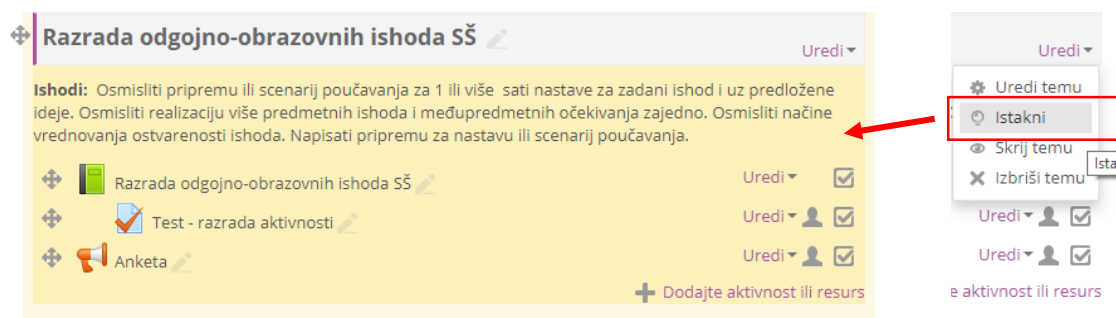 Razrada odgojno-obrazovnih ishoda SŠ
Uredi
Ishodi: Osmisliti pripremu ili scenarij poučavanja za 1 ili više sati nastave za zadani ishod i uz predložene
ideje. Osmisliti realizaciju više predmetnih ishoda i međupredmetnih očekivanja zajedno. Osmisliti načine
vrednovanja ostvarenosti ishoda. Napisati pripremu za nastavu ili scenarij poučavanja.
Razrada odgojno-obrazovnih ishoda SŠ
Uredi
Test - razrada aktivnosti
Uredi
Anketa
Uredi
Dodajte aktivnost ili resurs
Uredi
Uredi temu
Istakni
Skrij temu
Ista
Izbriši temu
Uredi
Uredi
e aktivnost ili resurs